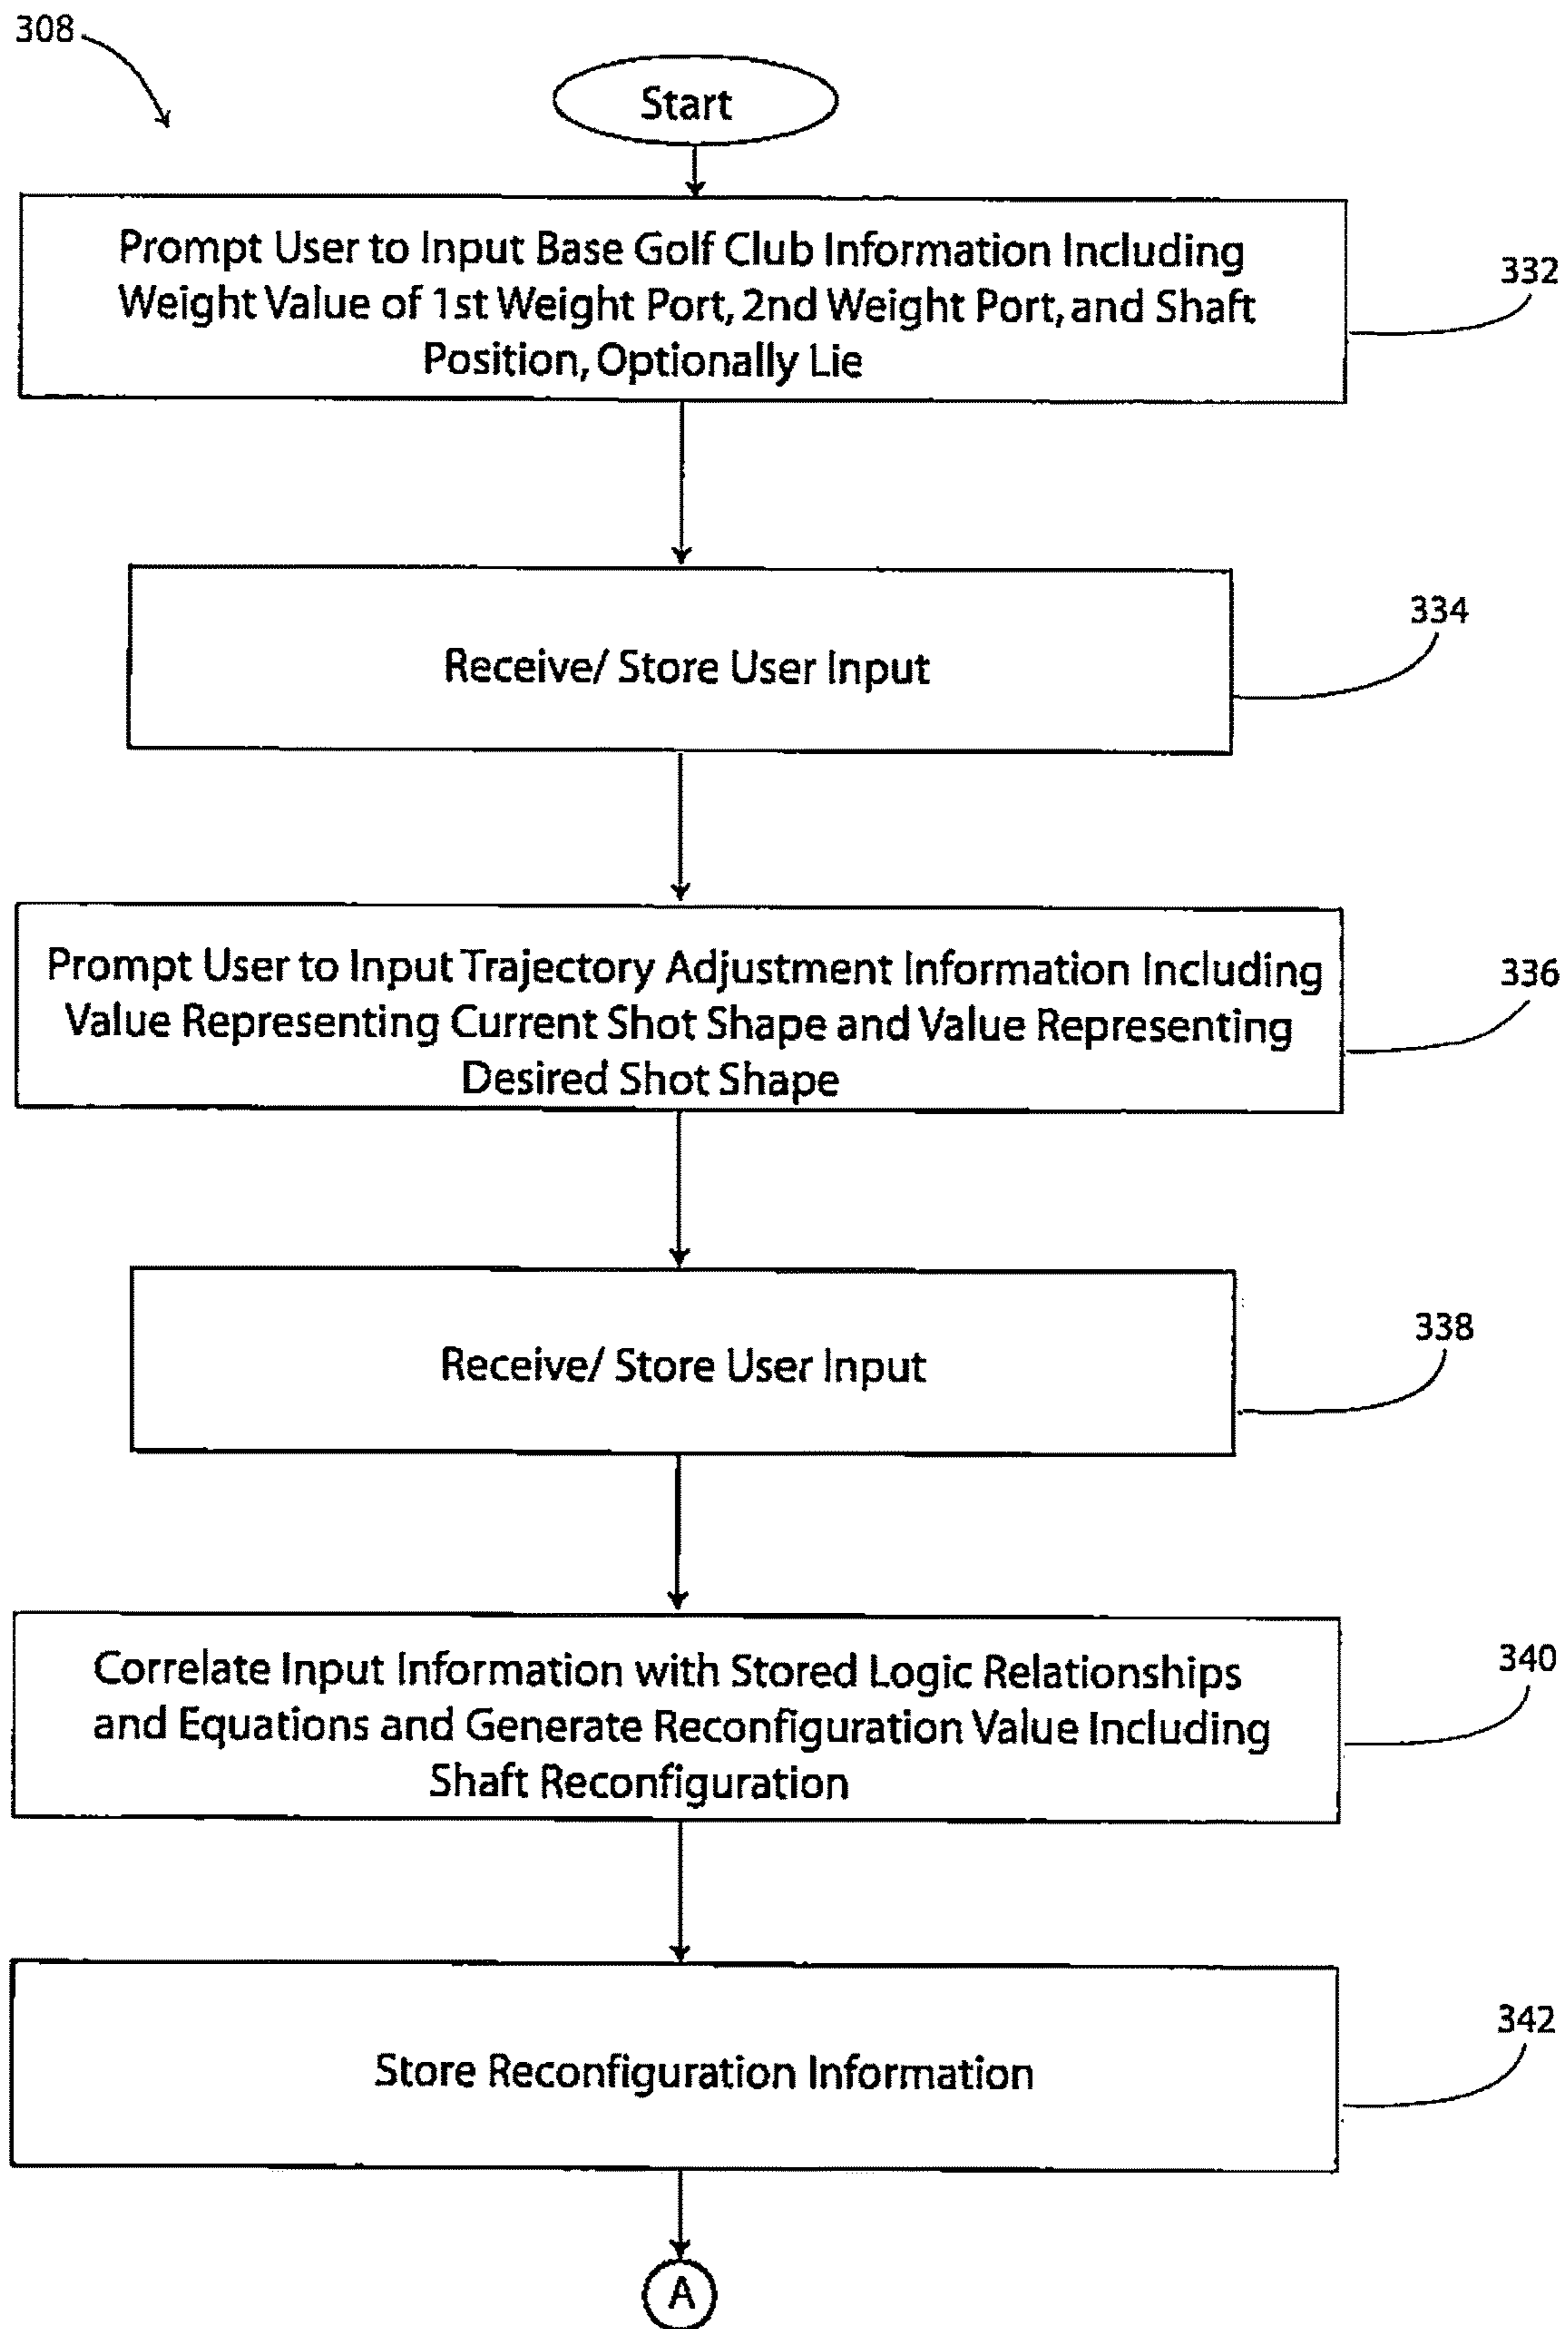 308
Start
Prompt User to Input Base Golf Club Information Including
Weight Value of 1st Weight Port, 2nd Weight Port, and Shaft
Position, Optionally Lie
332
Receive/ Store User Input
334
Prompt User to Input Trajectory Adjustment Information Including
Value Representing Current Shot Shape and Value Representing
Desired Shot Shape
336
Receive/ Store User Input
338
Correlate Input Information with Stored Logic Relationships
and Equations and Generate Reconfiguration Value Including
Shaft Reconfiguration
340
Store Reconfiguration Information
342
A